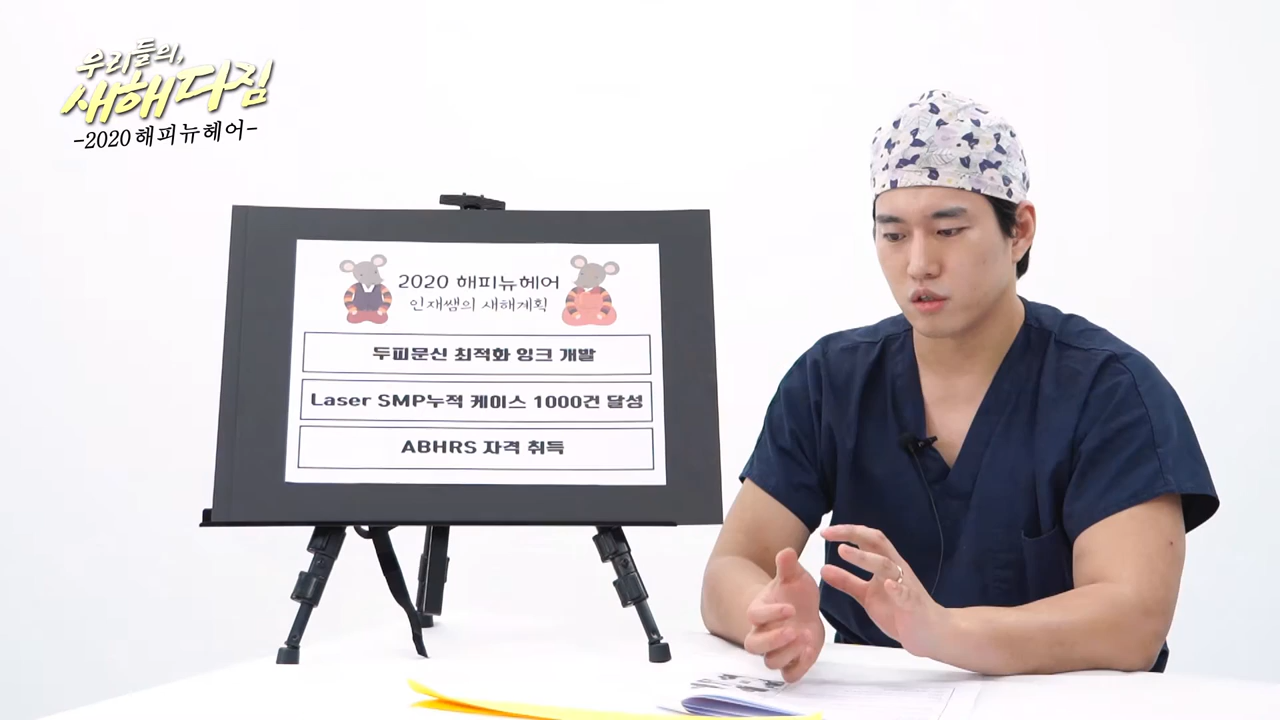 우리들의,
새해다짐
-2020 해피뉴헤어-
2020 해피뉴헤어
인재쌤의 새해계획
두피문신 최적화 잉크 개발
Laser SMP누적 케이스 1000건 달성
ABHRS 자격 취득